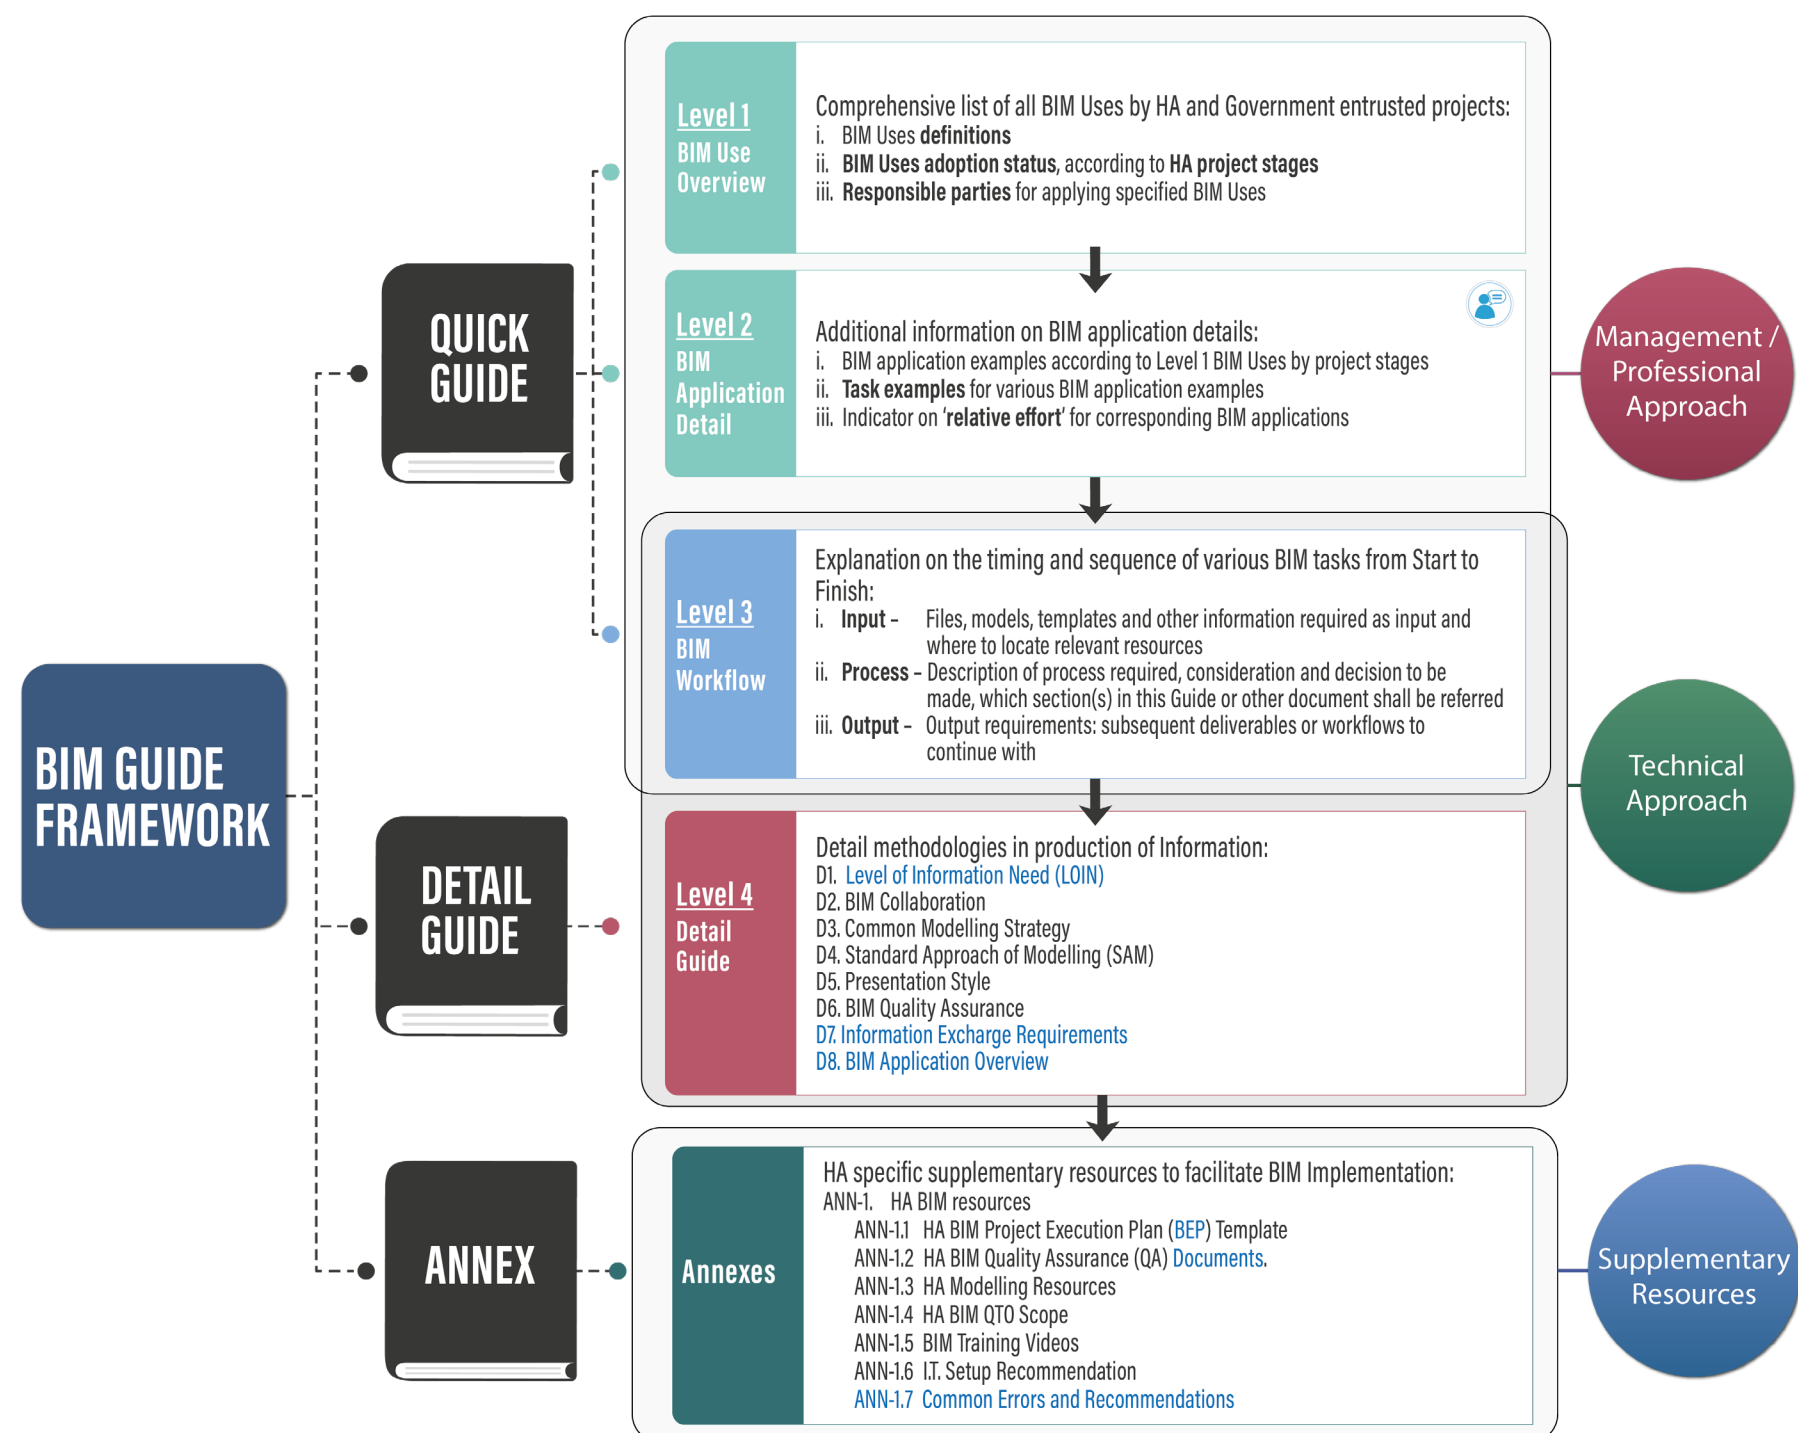 BIM GUIDE
FRAMEWORK
QUICK
GUIDE
DETAIL
GUIDE
ANNEX
Level 1
BIM Use
Overview
Comprehensive list of all BIM Uses by HA and Government entrusted projects:
i. BIM Uses definitions
ii. BIM Uses adoption status, according to HA project stages
iii. Responsible parties for applying specified BIM Uses
Level 2
BIM
Application
Detail
Additional information on BIM application details:
i. BIM application examples according to Level 1 BIM Uses by project stages
ii. Task examples for various BIM application examples
iii. Indicator on ‘relative effort’ for corresponding BIM applications
Level 3
BIM
Workflow
Explanation on the timing and sequence of various BIM tasks from Start to
Finish:
i. Input – Files, models, templates and other information required as input and
where to locate relevant resources
ii. Process – Description of process required, consideration and decision to be
made, which section(s) in this Guide or other document shall be referred
iii. Output – Output requirements: subsequent deliverables or workflows to
continue with
Level 4
Detail
Guide
Detail methodologies in production of Information:
D1. Level of Information Need (LOIN)
D2. BIM Collaboration
D3. Common Modelling Strategy
D4. Standard Approach of Modelling (SAM)
D5. Presentation Style
D6. BIM Quality Assurance
D7. Information Excharge Requirements
D8. BIM Application Overview
Annexes
HA specific supplementary resources to facilitate BIM Implementation:
ANN-1. HA BIM resources
ANN-1.1 HA BIM Project Execution Plan (BEP) Template
ANN-1.2 HA BIM Quality Assurance (QA) Documents.
ANN-1.3 HA Modelling Resources
ANN-1.4 HA BIM QTO Scope
ANN-1.5 BIM Training Videos
ANN-1.6 I.T. Setup Recommendation
ANN-1.7 Common Errors and Recommendations
Management /
Professional
Approach
Technical
Approach
Supplementary
Resources